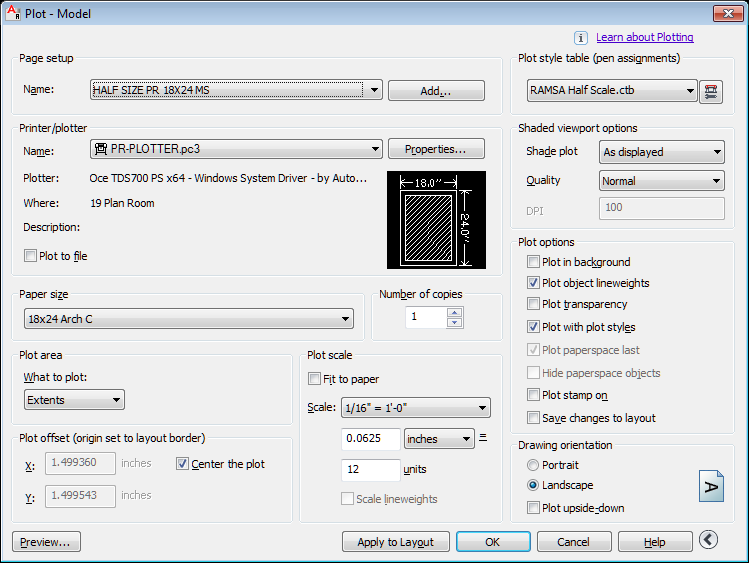 Plot - Model
Learn about Plotting
Page setup
Name:
HALF SIZE PR 18X24 MS
Add...
Printer/plotter
Name:
PR-PLOTTER.pc3
Properties...
Plotter:
Oce TDS700 PS x64 - Windows System Driver - by Auto...
Where:
19 Plan Room
Description:
Plot to file
18.0"
24.0"
Paper size
18x24 Arch C
Number of copies
1
Plot area
What to plot:
Extents
Plot offset (origin set to layout border)
X:
1.499360
inches
Center the plot
Y:
1.499543
inches
Plot scale
Fit to paper
Scale:
1/16" = 1'-0"
0.0625
inches
=
12
units
Scale lineweights
Plot style table (pen assignments)
RAMSA Half Scale.ctb
Shaded viewport options
Shade plot
As displayed
Quality
Normal
DPI
100
Plot options
Plot in background
Plot object lineweights
Plot transparency
Plot with plot styles
Plot paperspace last
Hide paperspace objects
Plot stamp on
Save changes to layout
Drawing orientation
Portrait
Landscape
Plot upside-down
A
Preview...
Apply to Layout
OK
Cancel
Help